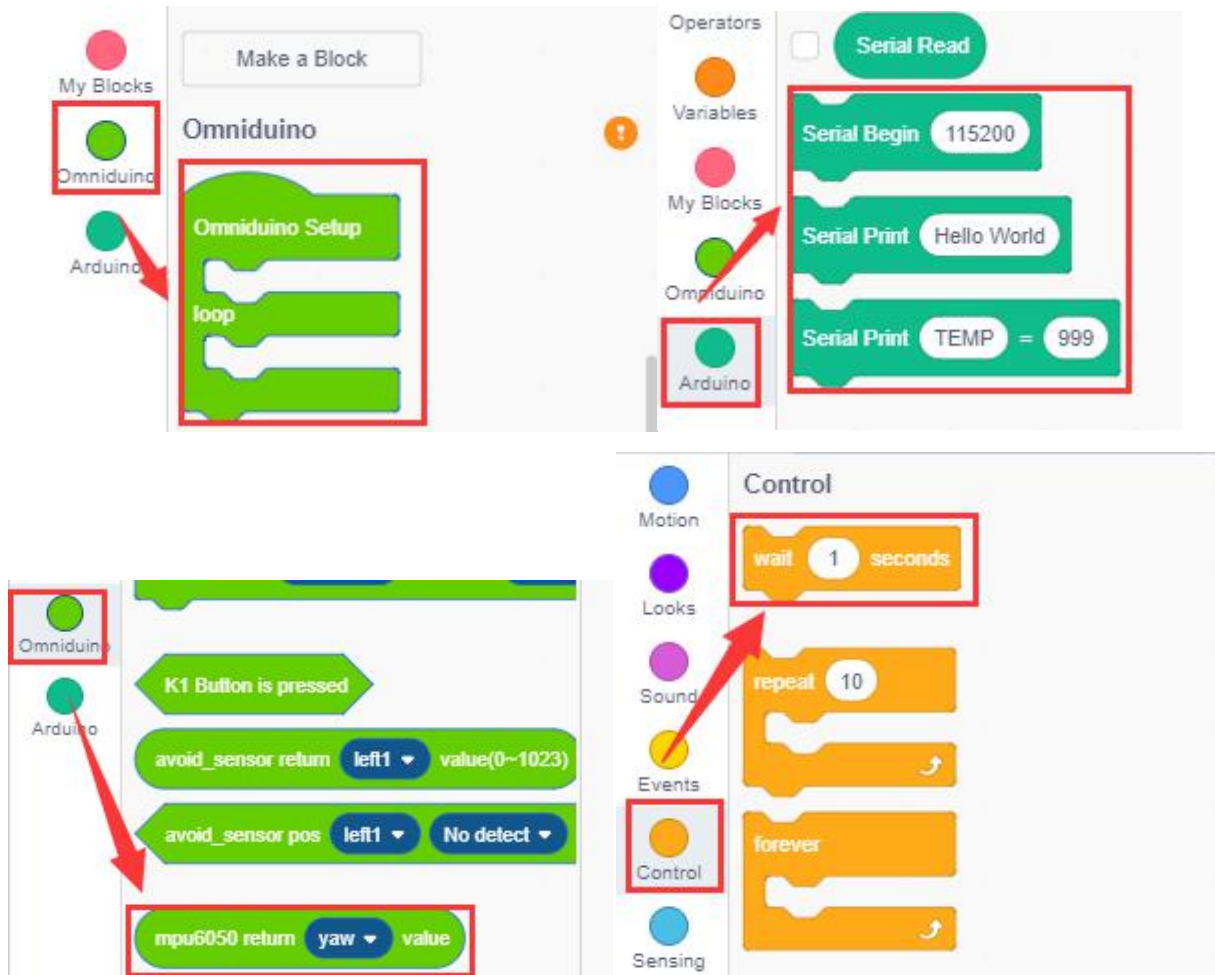 My Blocks
Omniduino
Arduino
Make a Block
Omniduino
Omniduino Setup
loop
Operators
Variables
My Blocks
Omniduino
Arduino
Serial Read
Serial Begin 115200
Serial Print Hello World
Serial Print TEMP = 999
Omniduino
Arduino
K1 Button is pressed
avoid_sensor return left1 value(0~1023)
avoid_sensor pos left1 No detect
mpu6050 return yaw value
Motion
Looks
Sound
Events
Control
Sensing
Control
wait 1 seconds
repeat 10
forever